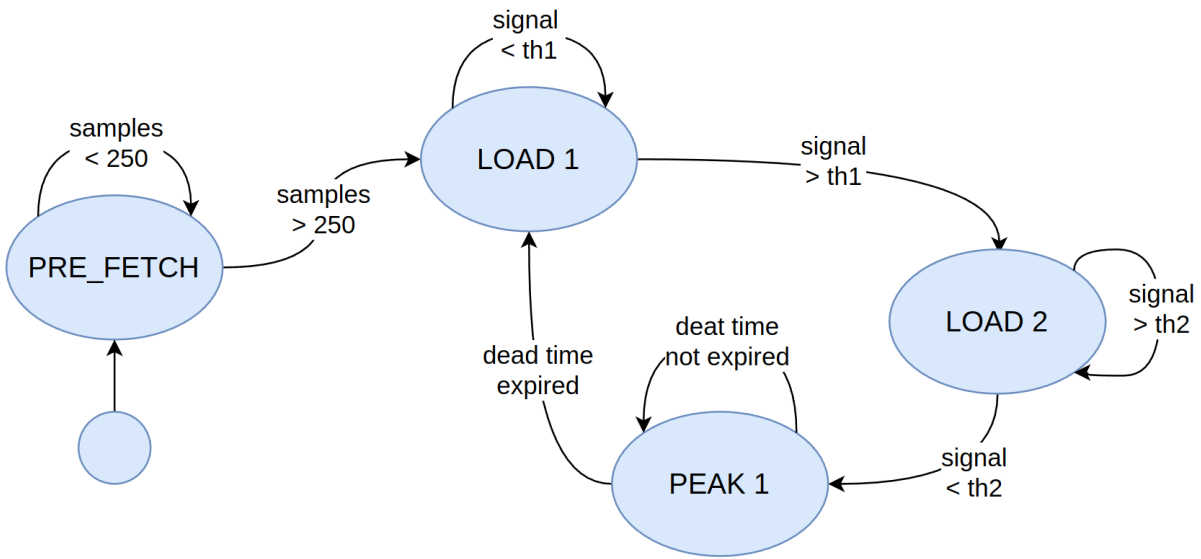 signal
< th1
samples
< 250
LOAD 1
signal
> th1
samples
> 250
PRE_FETCH
LOAD 2
signal
> th2
deat time
not expired
dead time
expired
PEAK 1
signal
< th2